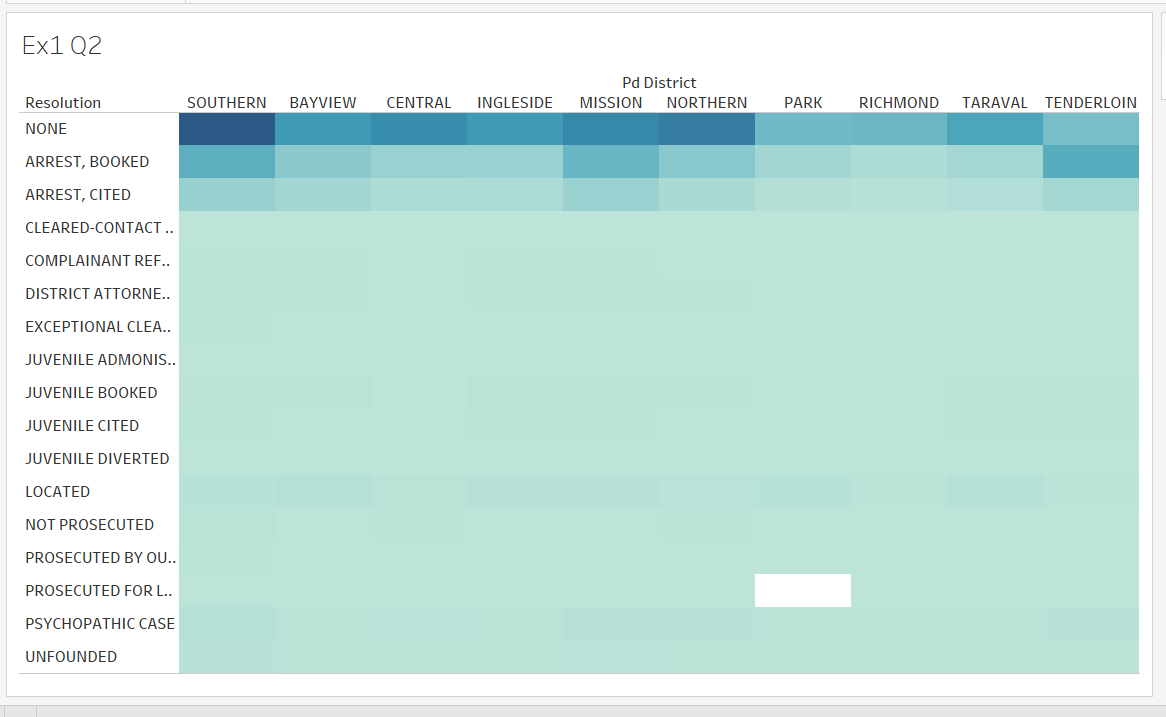 Ex1 Q2
Pd District
Resolution SOUTHERN BAYVIEW CENTRAL INGLESIDE MISSION NORTHERN PARK RICHMOND TARAVAL TENDERLOIN
NONE
ARREST, BOOKED
ARREST, CITED
CLEARED-CONTACT ..
COMPLAINANT REF..
DISTRICT ATTORNE..
EXCEPTIONAL CLEA..
JUVENILE ADMONIS..
JUVENILE BOOKED
JUVENILE CITED
JUVENILE DIVERTED
LOCATED
NOT PROSECUTED
PROSECUTED BY OU..
PROSECUTED FOR L..
PSYCHOPATHIC CASE
UNFOUNDED